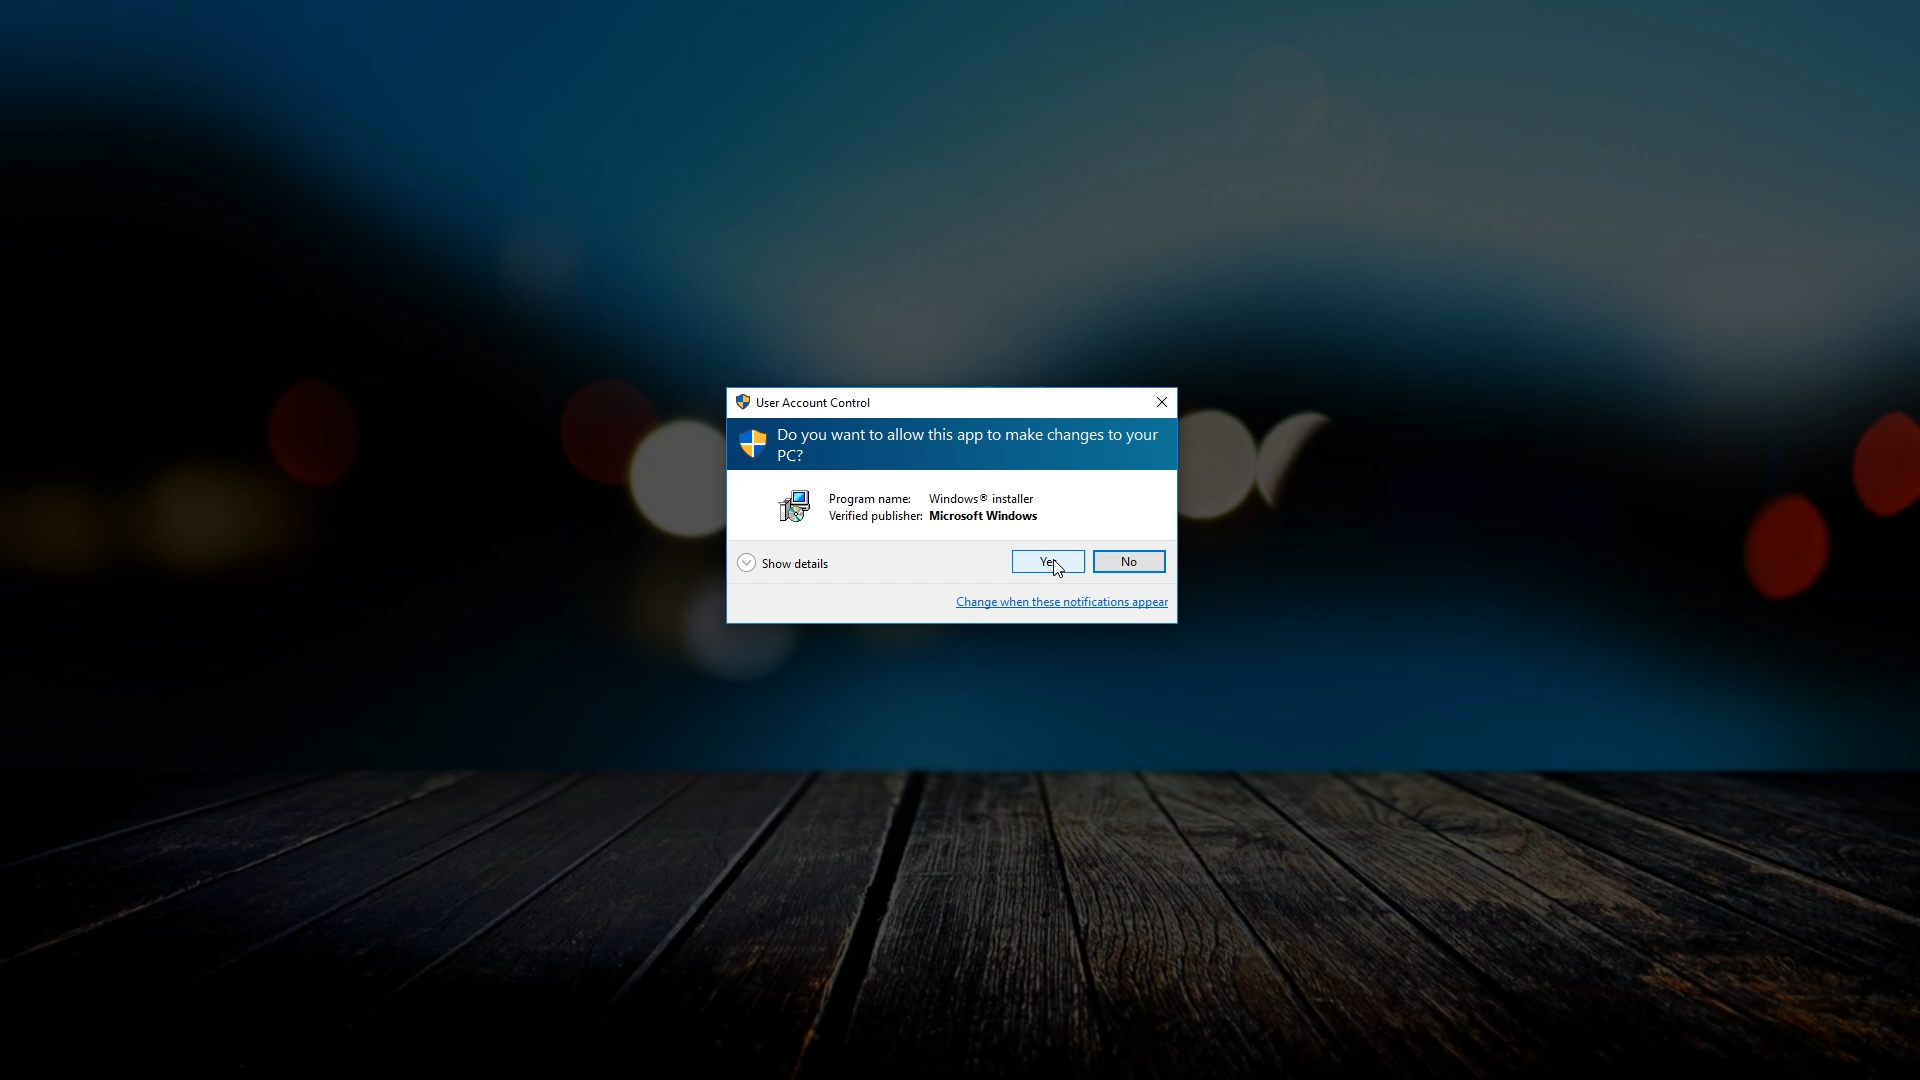 User Account Control
Do you want to allow this app to make changes to your
PC?
Program name: Windows® installer
Verified publisher: Microsoft Windows
Show details
Yes
No
Change when these notifications appear